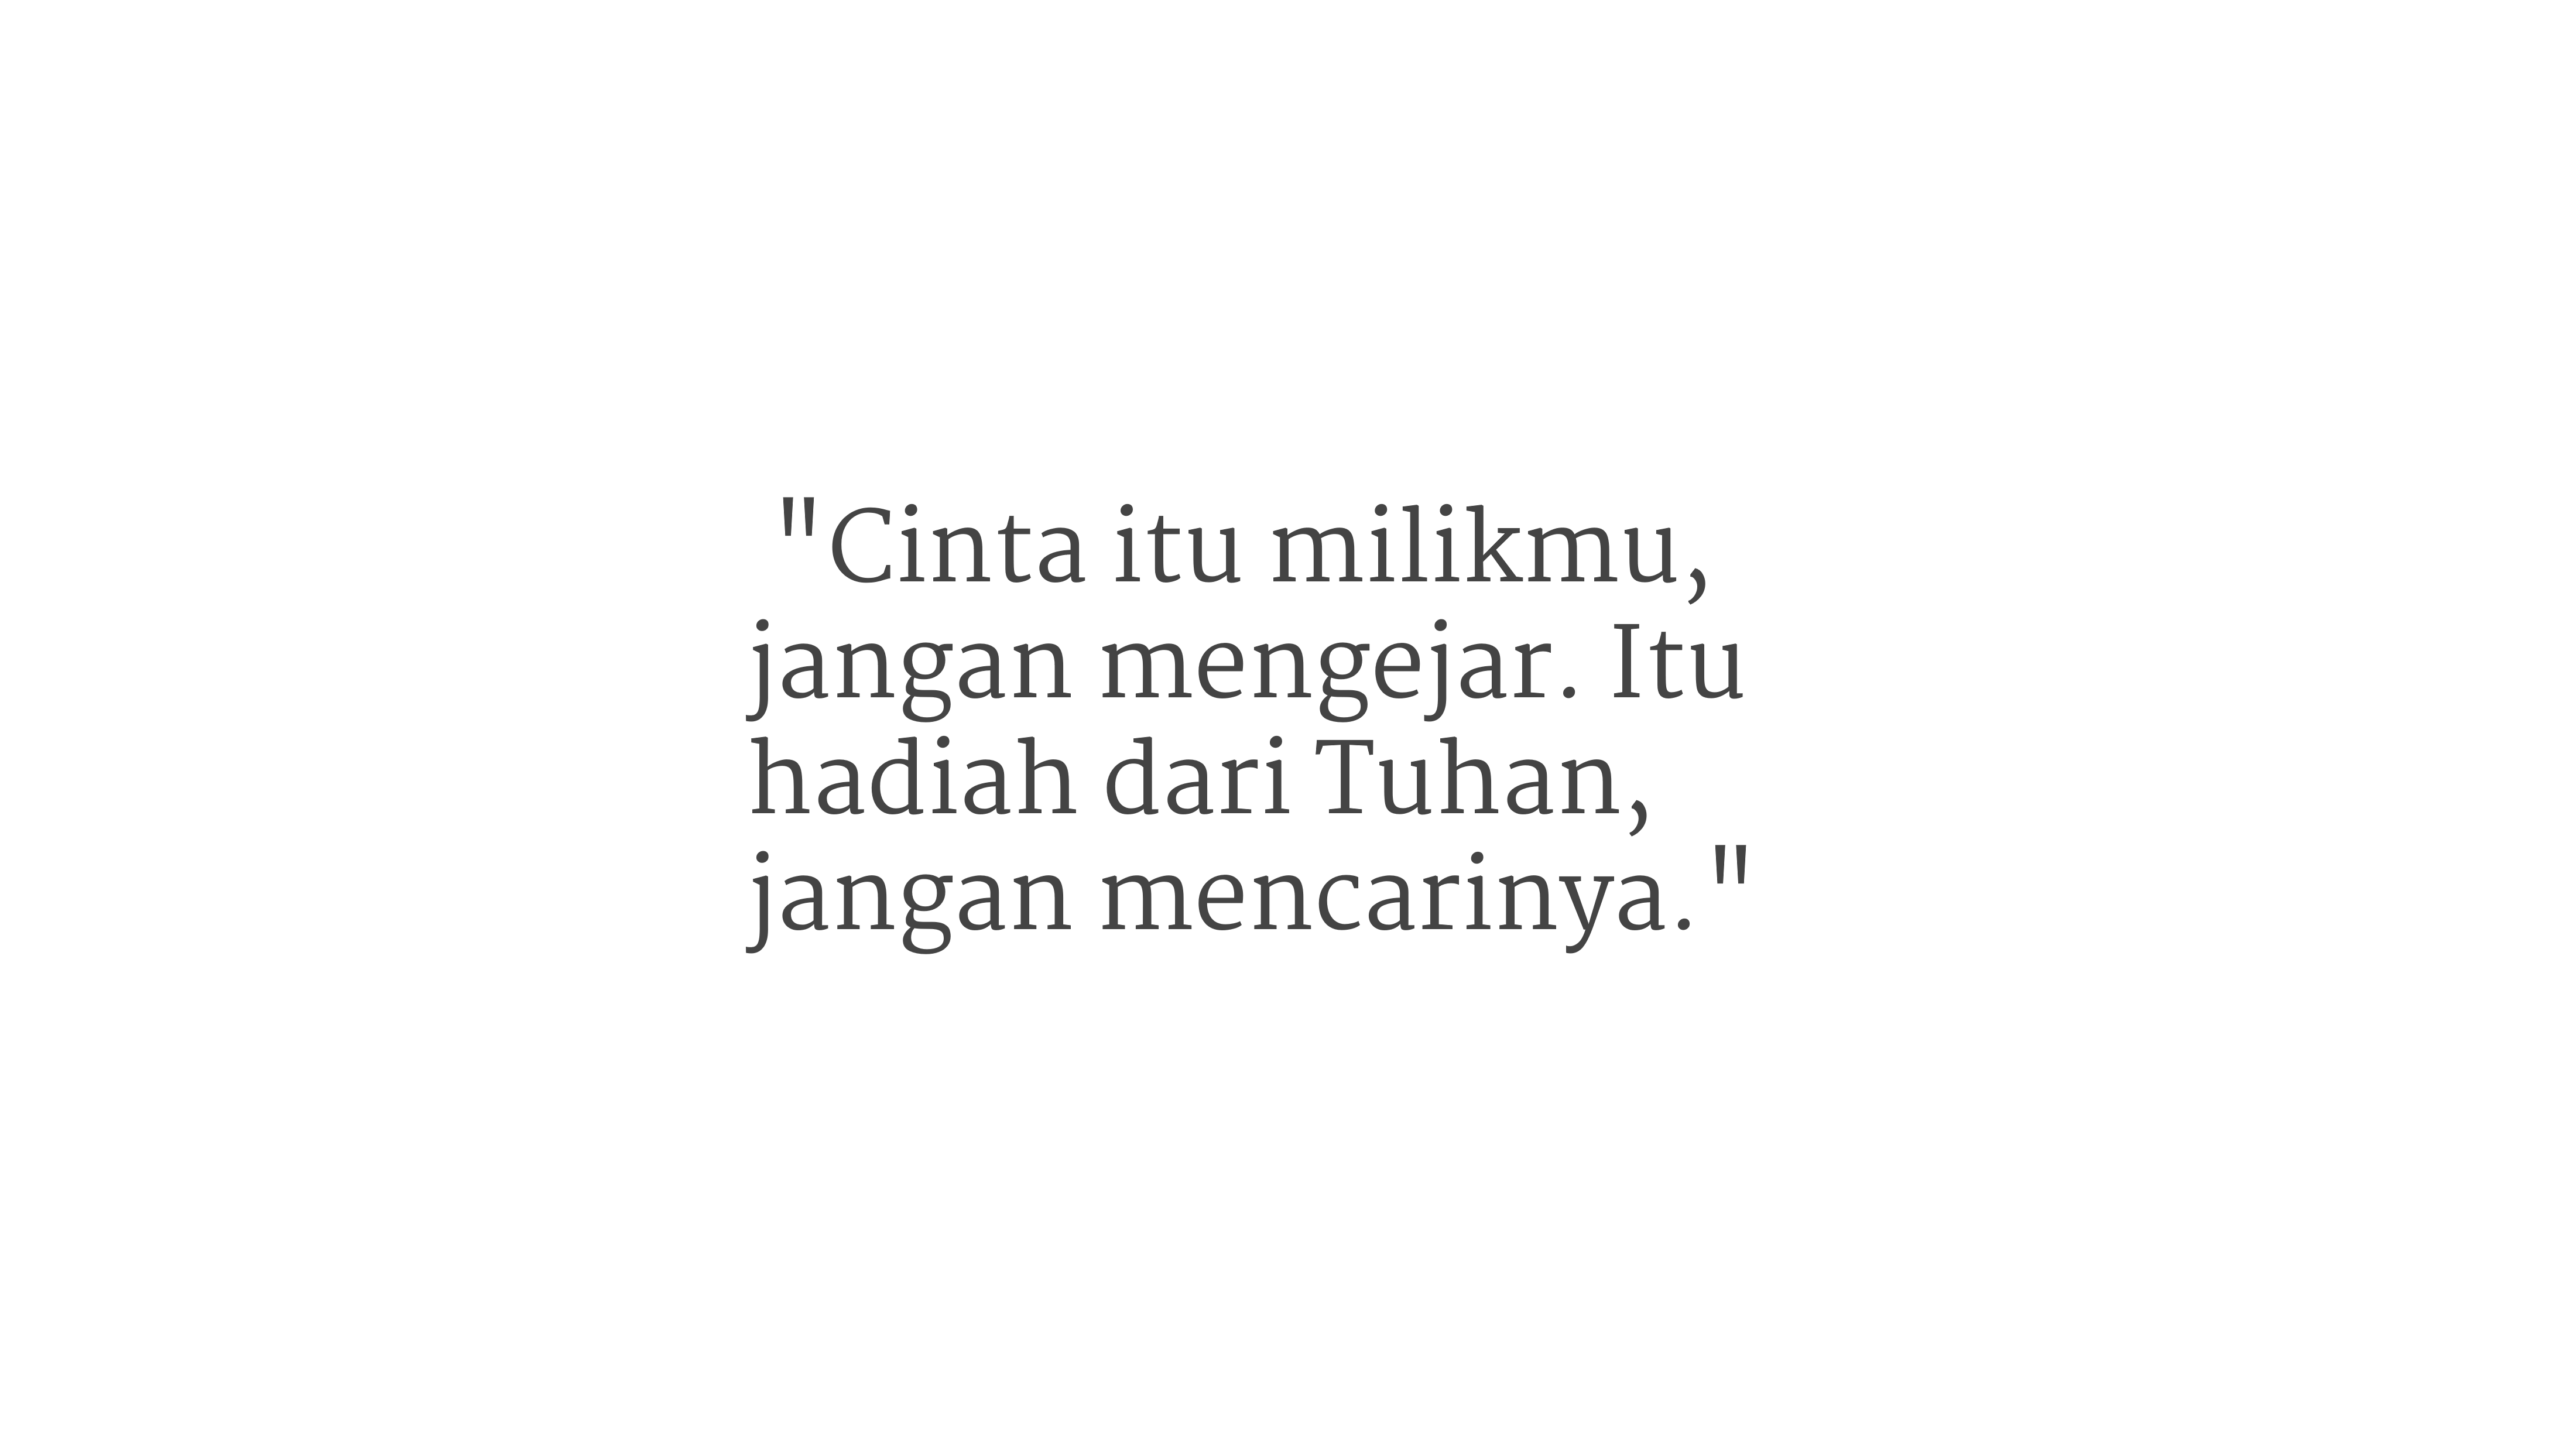 "Cinta itu milikmu,
jangan mengejar. Itu
hadiah dari Tuhan,
jangan mencarinya."